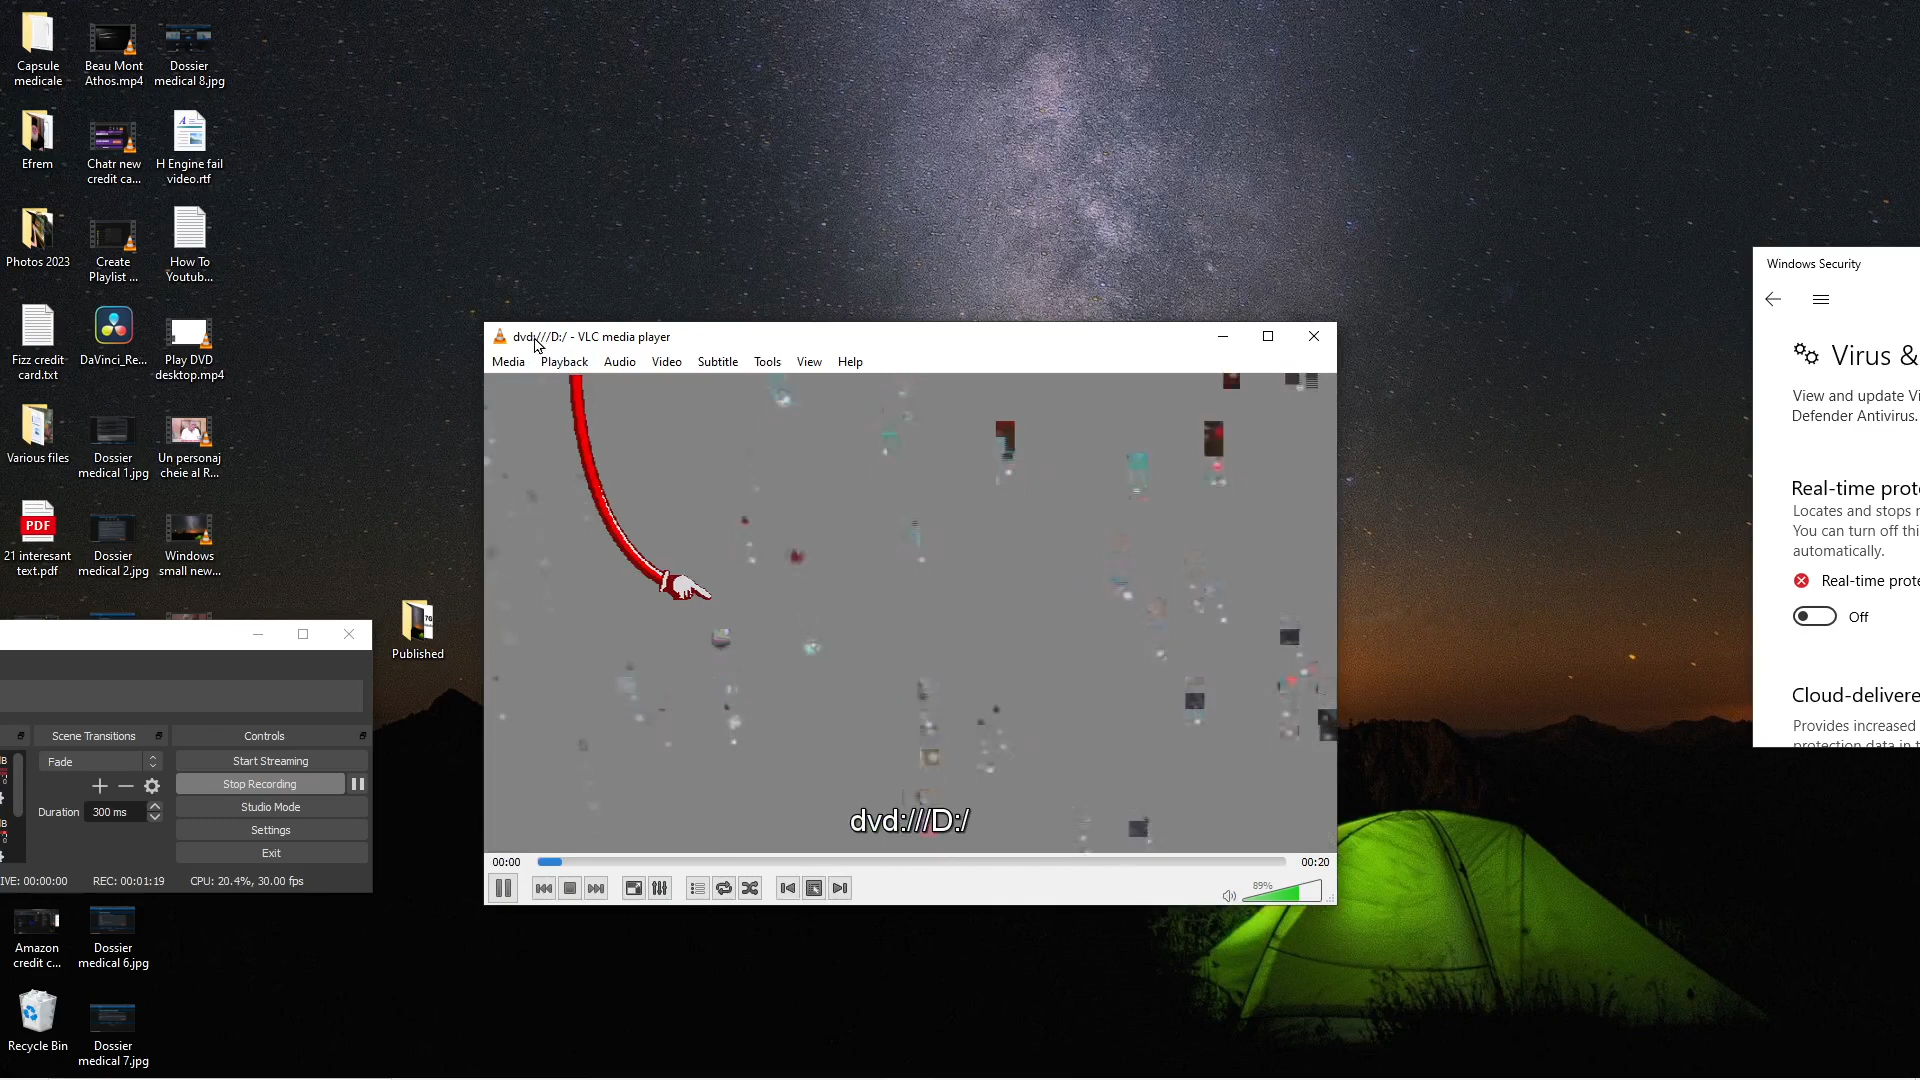 Capsule
medicale
Beau Mont
Athos.mp4
Dossier
medical 8.jpg
Efrem
Chatr new
credit ca...
H Engine fail
video.rtf
Photos 2023
Create
Playlist ...
How To
Youtub...
Fizz credit
card.txt
DaVinci_Re...
Play DVD
desktop.mp4
Various files
Dossier
medical 1.jpg
Un personaj
cheie al R...
PDF
21 interesant
text.pdf
Dossier
medical 2.jpg
Windows
small new...
Published
Scene Transitions
Controls
Fade
Duration
300 ms
Start Streaming
Stop Recording
Studio Mode
Settings
Exit
IVE: 00:00:00
REC: 00:01:19
CPU: 20.4%, 30.00 fps
Amazon
credit c...
Dossier
medical 6.jpg
Recycle Bin
Dossier
medical 7.jpg
dvd:///D:/ - VLC media player
Media
Playback
Audio
Video
Subtitle
Tools
View
Help
dvd:///D:/
00:00
00:20
89%
Windows Security
Virus &
View and update Vi
Defender Antivirus.
Real-time prote
Locates and stops
You can turn off thi
automatically.
Real-time prote
Off
Cloud-delivere
Provides increased
protection data in t